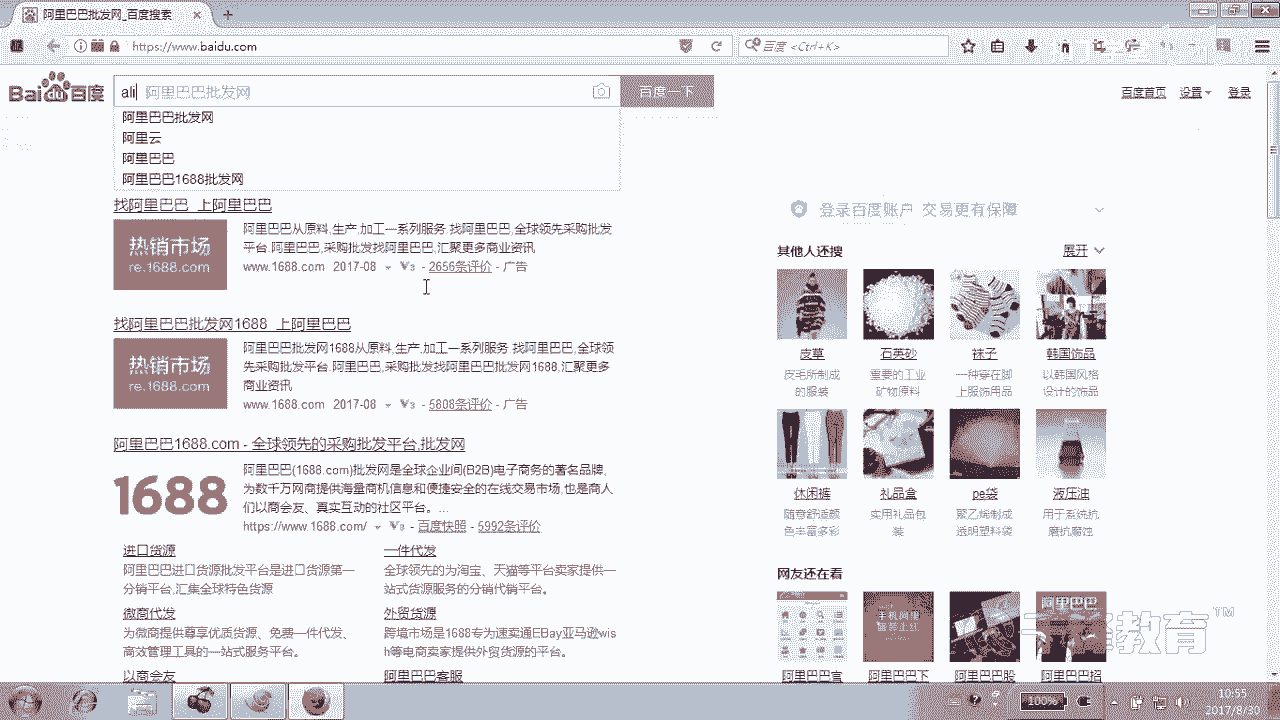 阿里巴巴批发网_百度搜索
https://www.baidu.com
百度 <Ctrl+K>
Baidu百度
ali 阿里巴巴批发网
百度一下
百度首页 设置 登录
阿里巴巴批发网
阿里云
阿里巴巴
阿里巴巴1688批发网
找阿里巴巴 上阿里巴巴
热销市场
re.1688.com
阿里巴巴从原料,生产,加工一系列服务.找阿里巴巴,全球领先采购批发
平台.阿里巴巴,采购批发找阿里巴巴,汇聚更多商业资讯
www.1688.com 2017-08 V3 - 2656条评价 - 广告
找阿里巴巴批发网1688 上阿里巴巴
热销市场
re.1688.com
阿里巴巴批发网1688从原料,生产,加工一系列服务.找阿里巴巴,全球领
先采购批发平台.阿里巴巴,采购批发找阿里巴巴批发网1688,汇聚更多
商业资讯
www.1688.com 2017-08 V3 - 5808条评价 - 广告
阿里巴巴1688.com - 全球领先的采购批发平台,批发网
1688
阿里巴巴(1688.com)批发网是全球企业间(B2B)电子商务的著名品牌,
为数千万网商提供海量商机信息和便捷安全的在线交易市场,也是商人
们以商会友、真实互动的社区平台。...
https://www.1688.com/ V3 - 百度快照 - 5992条评价
进口货源
阿里巴巴进口货源批发平台是进口货源第一
分销平台,汇集全球特色货源
一件代发
全球领先的为淘宝、天猫等平台卖家提供一
站式货源服务的分销代销平台。
微商代发
为微商提供尊享优质货源、免费一件代发、
高效管理工具的一站式服务平台。
外贸货源
跨境市场是1688专为速卖通EBay亚马逊wis
h等电商卖家提供外贸货源的平台。
以商会友
阿里巴巴客服
登录百度账户 交易更有保障
其他人还搜 展开
皮草 石英砂 袜子 韩国饰品
皮毛所制成 重要的工业 一种穿在脚 以韩国风格
的服装 矿物原料 上服饰用品 设计的饰品
休闲裤 礼品盒 pe袋 液压油
随意舒适颜 实用礼品包 聚乙烯制成 用于系统抗
色丰富多彩 装 透明塑料袋 磨抗腐蚀
网友还在看
阿里巴巴
阿里巴巴官 阿里巴巴下 阿里巴巴股 阿里巴巴招
教育™
100%
10:55
2017/8/30